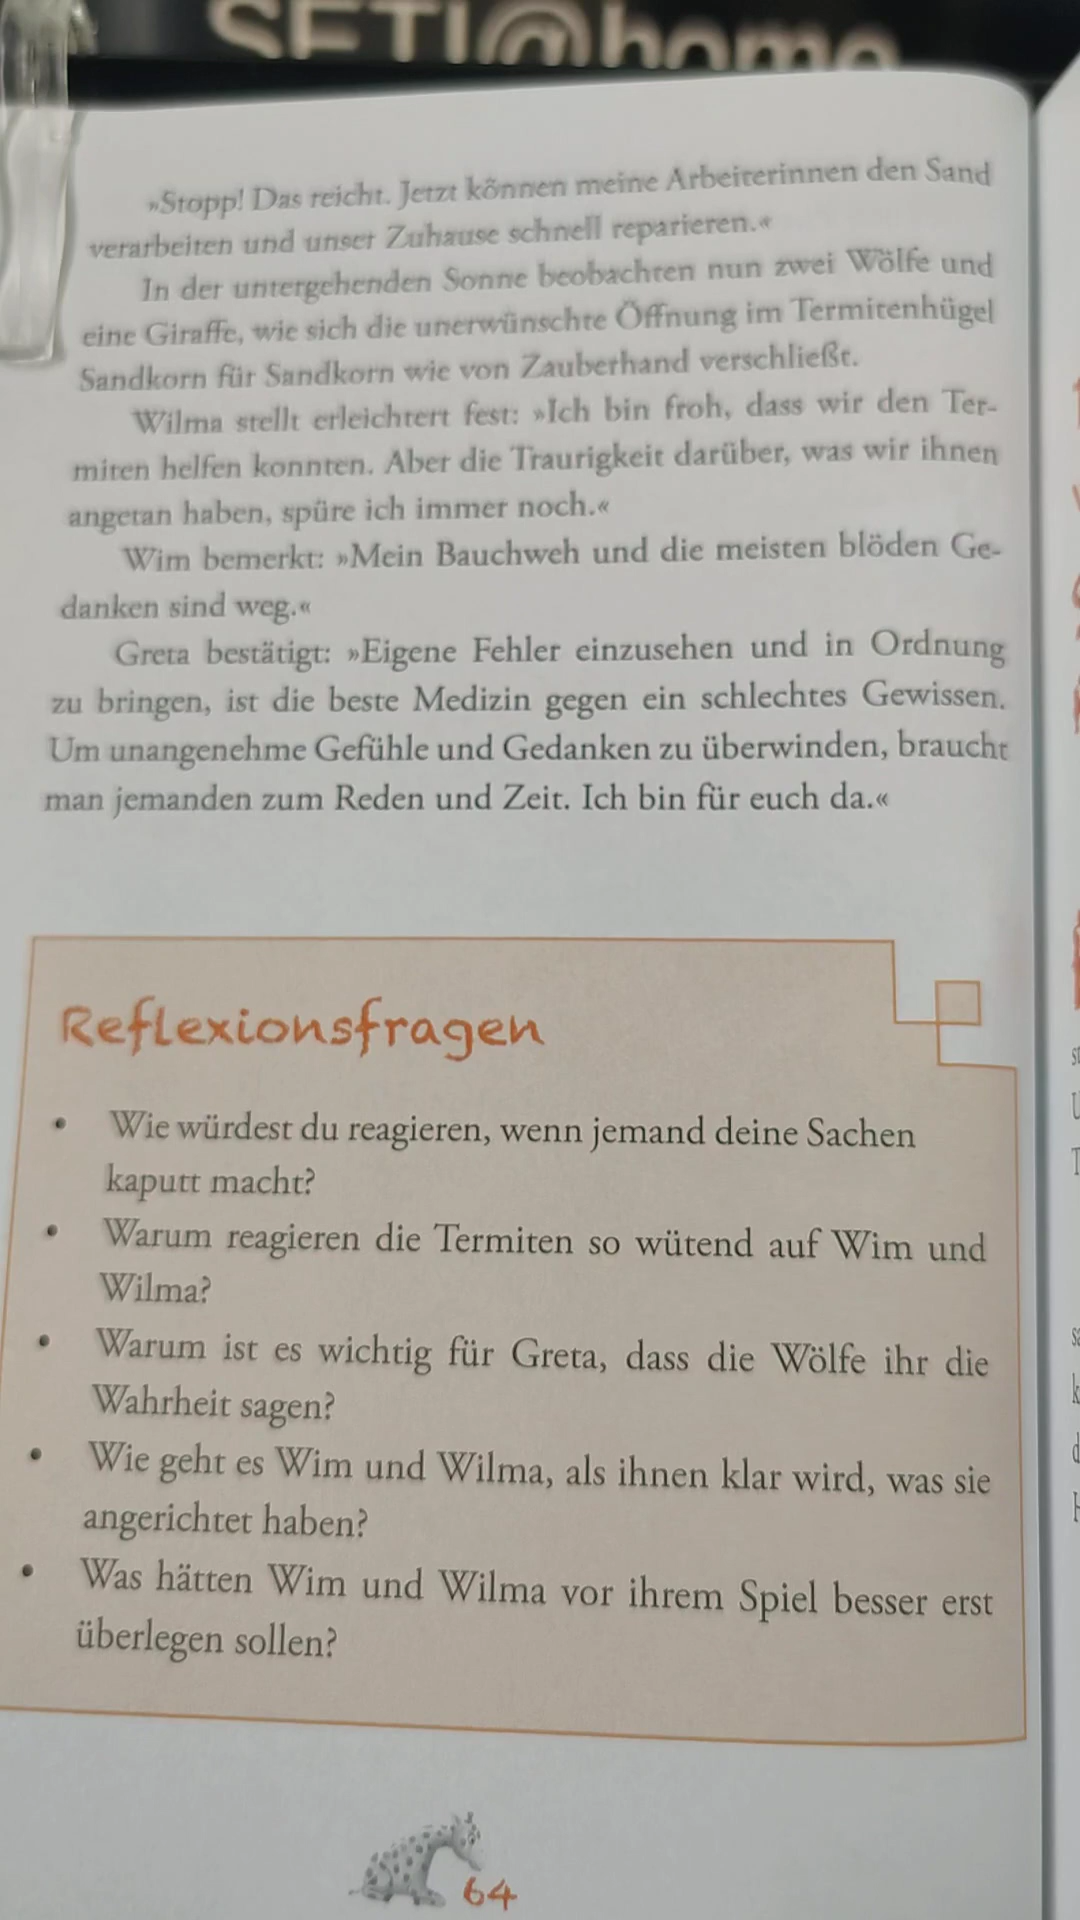 SETI@home
»Stopp! Das reicht. Jetzt können meine Arbeiterinnen den Sand
verarbeiten und unser Zuhause schnell reparieren.«
In der untergehenden Sonne beobachten nun zwei Wölfe und
eine Giraffe, wie sich die unerwünschte Öffnung im Termitenhügel
Sandkorn für Sandkorn wie von Zauberhand verschließt.
Wilma stellt erleichtert fest: »Ich bin froh, dass wir den Ter-
miten helfen konnten. Aber die Traurigkeit darüber, was wir ihnen
angetan haben, spüre ich immer noch.«
Wim bemerkt: »Mein Bauchweh und die meisten blöden Ge-
danken sind weg.«
Greta bestätigt: »Eigene Fehler einzusehen und in Ordnung
zu bringen, ist die beste Medizin gegen ein schlechtes Gewissen.
Um unangenehme Gefühle und Gedanken zu überwinden, braucht
man jemanden zum Reden und Zeit. Ich bin für euch da.«
Reflexionsfragen
• Wie würdest du reagieren, wenn jemand deine Sachen
kaputt macht?
• Warum reagieren die Termiten so wütend auf Wim und
Wilma?
• Warum ist es wichtig für Greta, dass die Wölfe ihr die
Wahrheit sagen?
• Wie geht es Wim und Wilma, als ihnen klar wird, was sie
angerichtet haben?
• Was hätten Wim und Wilma vor ihrem Spiel besser erst
überlegen sollen?
64